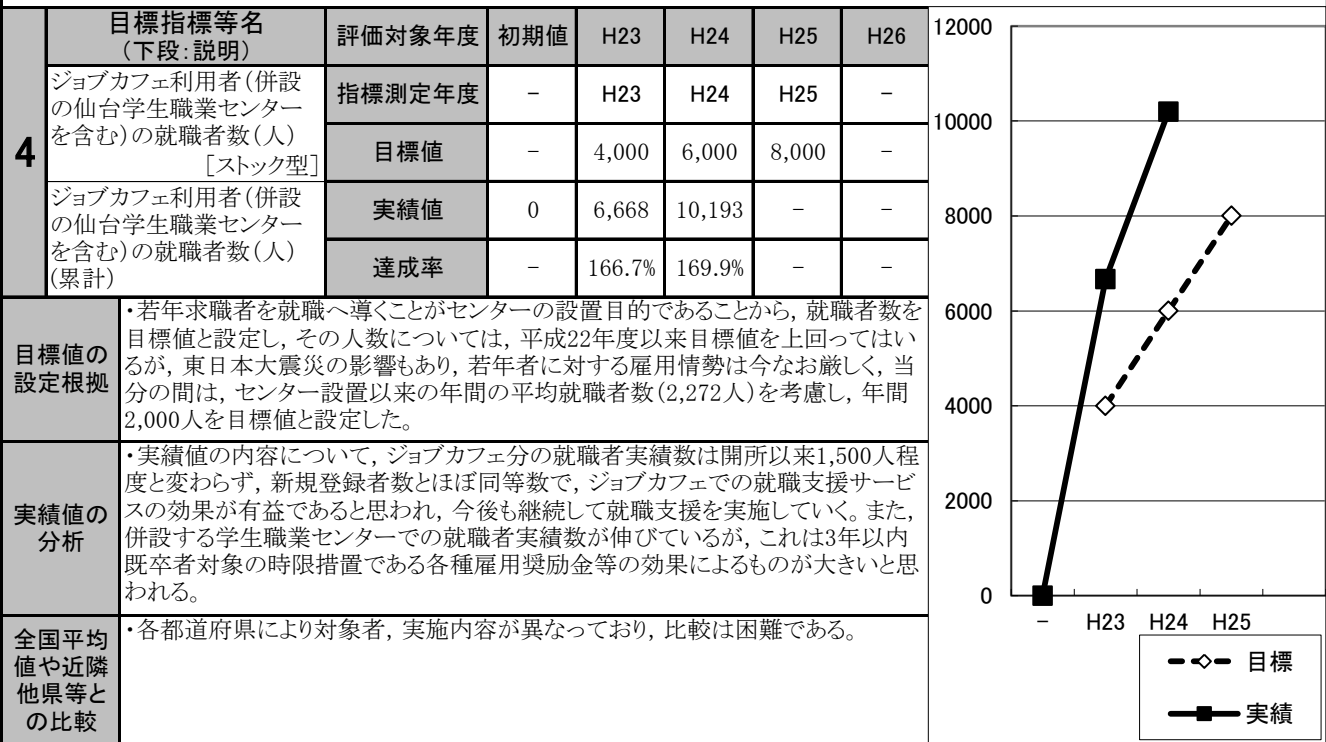 4
目標指標等名
(下段:説明)
評価対象年度 初期値 H23 H24 H25 H26
ジョブカフェ利用者(併設
の仙台学生職業センター
を含む)の就職者数(人)
[ストック型]
指標測定年度 - H23 H24 H25 -
目標値 - 4,000 6,000 8,000 -
ジョブカフェ利用者(併設
の仙台学生職業センター
を含む)の就職者数(人)
(累計)
実績値 0 6,668 10,193 - -
達成率 - 166.7% 169.9% - -
目標値の
設定根拠
・若年求職者を就職へ導くことがセンターの設置目的であることから,就職者数を
目標値と設定し,その人数については,平成22年度以来目標値を上回ってはい
るが,東日本大震災の影響もあり,若年者に対する雇用情勢は今なお厳しく,当
分の間は,センター設置以来の年間の平均就職者数(2,272人)を考慮し,年間
2,000人を目標値と設定した。
実績値の
分析
・実績値の内容について,ジョブカフェ分の就職者実績数は開所以来1,500人程
度と変わらず,新規登録者数とほぼ同等数で,ジョブカフェでの就職支援サービ
スの効果が有益であると思われ,今後も継続して就職支援を実施していく。また,
併設する学生職業センターでの就職者実績数が伸びているが,これは3年以内
既卒者対象の時限措置である各種雇用奨励金等の効果によるものが大きいと思
われる。
全国平均
値や近隣
他県等と
の比較
・各都道府県により対象者,実施内容が異なっており,比較は困難である。
12000
10000
8000
6000
4000
2000
0
- H23 H24 H25
目標
実績